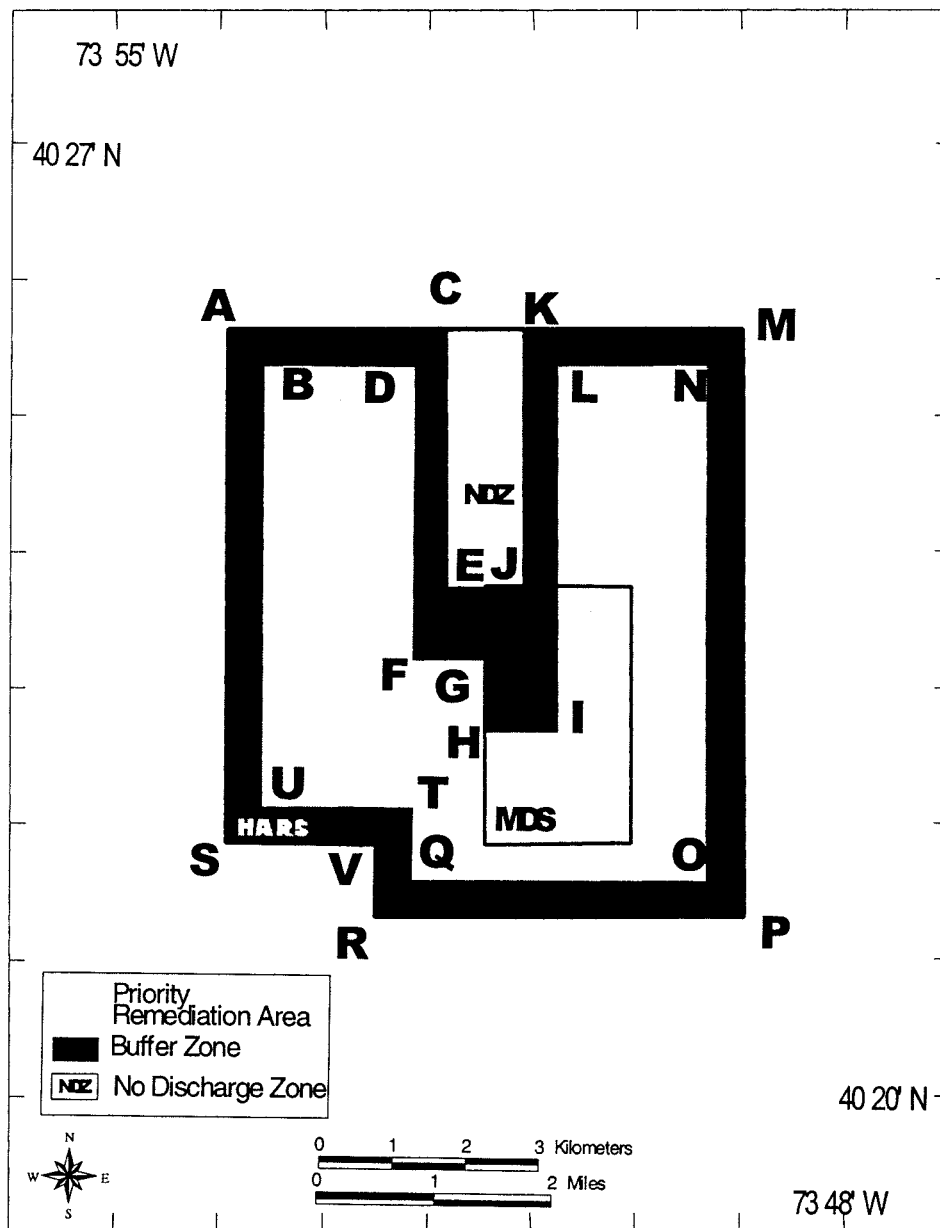 73 55' W
40 27' N
A
C
K
M
B
D
L
N
NDZ
E J
F
G
H
I
U
T
MDS
HARS
S
V
Q
O
R
P
Priority
Remediation Area
Buffer Zone
NDZ No Discharge Zone
40 20' N
N
W E
S
0 1 2 3 Kilometers
0 1 2 Miles
73 48' W